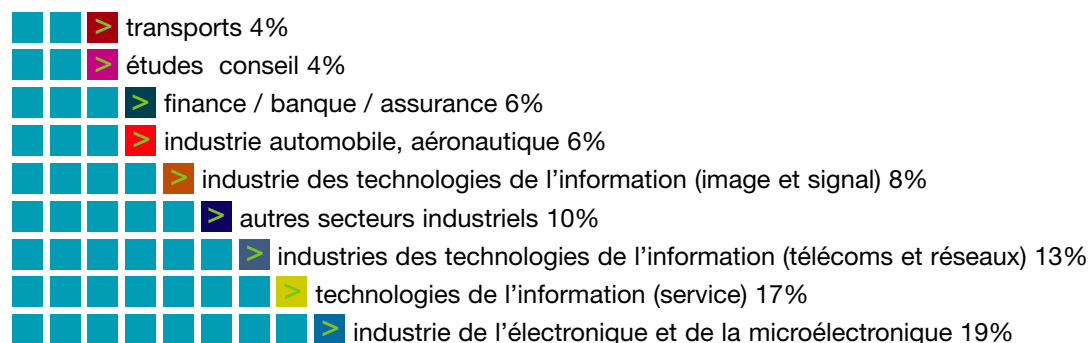 > transports 4%
> études conseil 4%
> finance / banque / assurance 6%
> industrie automobile, aéronautique 6%
> industrie des technologies de l’information (image et signal) 8%
> autres secteurs industriels 10%
> industries des technologies de l’information (télécoms et réseaux) 13%
> technologies de l’information (service) 17%
> industrie de l’électronique et de la microélectronique 19%